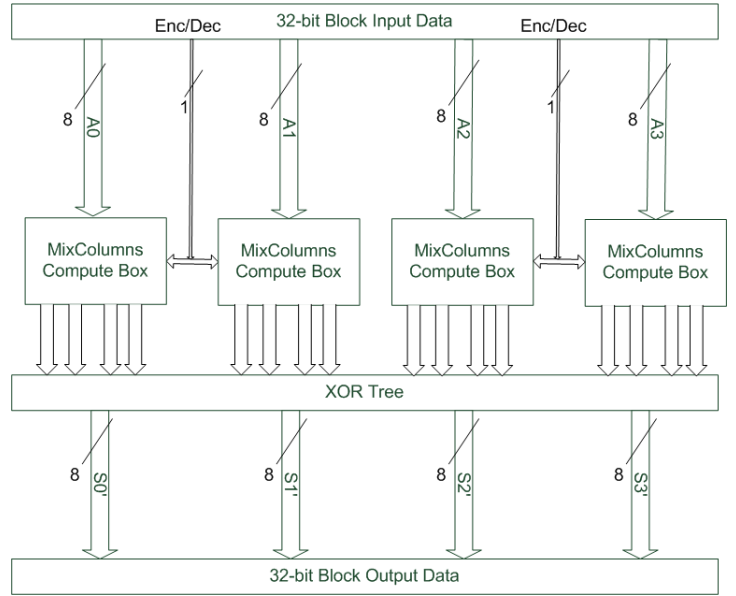 32-bit Block Input Data
Enc/Dec
Enc/Dec
8
A0
1
8
A1
8
A2
1
8
A3
MixColumns
Compute Box
MixColumns
Compute Box
MixColumns
Compute Box
MixColumns
Compute Box
XOR Tree
8
S0'
8
S1'
8
S2'
8
S3'
32-bit Block Output Data